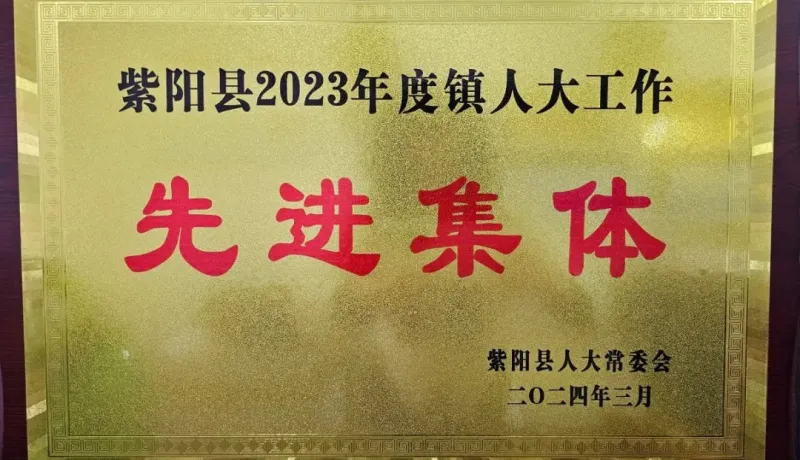 紫阳县2023年度镇人大工作
先进集体
紫阳县人大常委会
二〇二四年三月